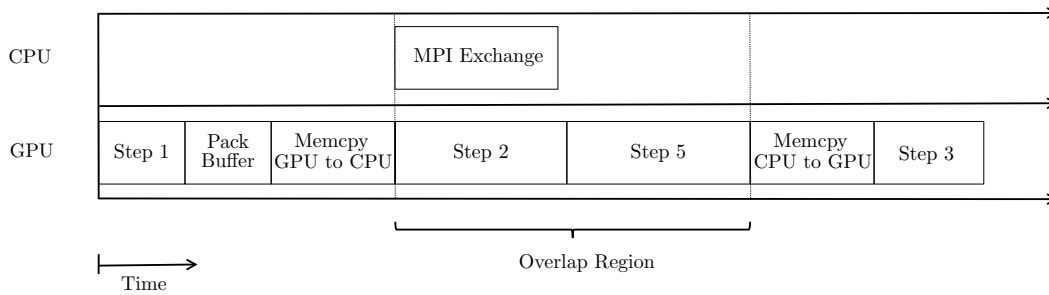 CPU
MPI Exchange
GPU
Step 1
Pack
Buffer
Memcpy
GPU to CPU
Step 2
Step 5
Memcpy
CPU to GPU
Step 3
Overlap Region
Time